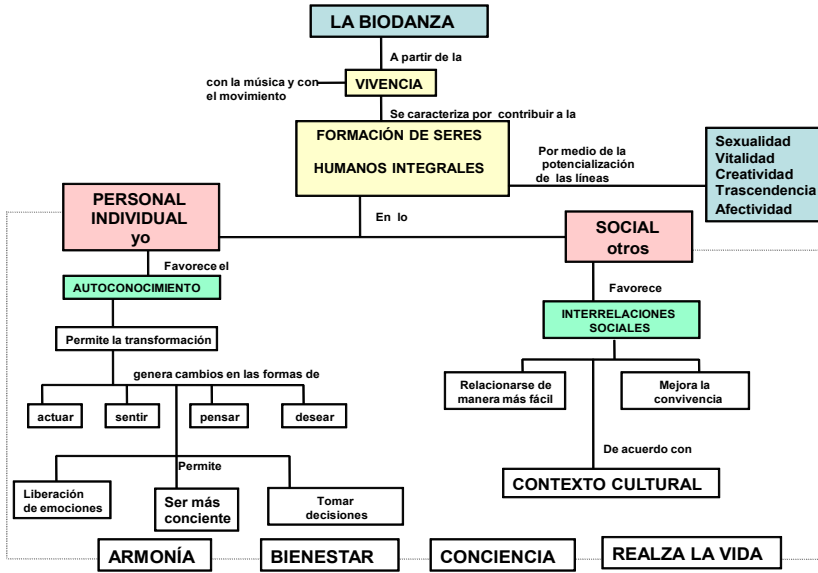 LA BIODANZA
A partir de la
con la música y con
el movimiento
VIVENCIA
Se caracteriza por contribuir a la
FORMACIÓN DE SERES
HUMANOS INTEGRALES
Por medio de la
potencialización
de las líneas
Sexualidad
Vitalidad
Creatividad
Trascendencia
Afectividad
En lo
PERSONAL
INDIVIDUAL
yo
Favorece el
AUTOCONOCIMIENTO
Permite la transformación
genera cambios en las formas de
actuar
sentir
pensar
desear
Permite
Liberación
de emociones
Ser más
conciente
Tomar
decisiones
SOCIAL
otros
Favorece
INTERRELACIONES
SOCIALES
Relacionarse de
manera más fácil
Mejora la
convivencia
De acuerdo con
CONTEXTO CULTURAL
ARMONÍA
BIENESTAR
CONCIENCIA
REALZA LA VIDA